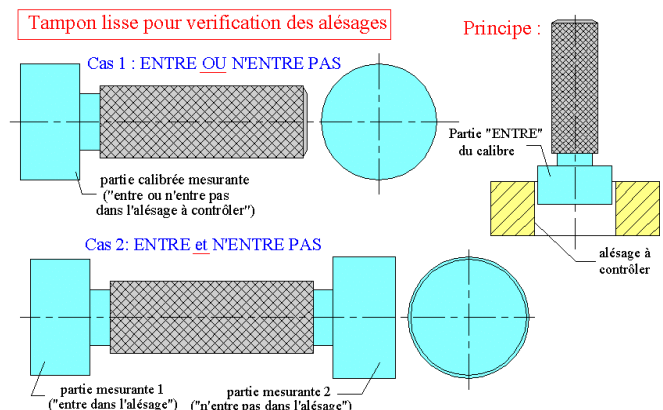 Tampon lisse pour verification des alésages
Principe :
Cas 1 : ENTRE OU N'ENTRE PAS
Partie "ENTRE"
du calibre
partie calibrée mesurante
("entre ou n'entre pas
dans l'alésage à contrôler")
alésage à
contrôler
Cas 2: ENTRE et N'ENTRE PAS
partie mesurante 1
("entre dans l'alésage")
partie mesurante 2
("n'entre pas dans l'alésage")